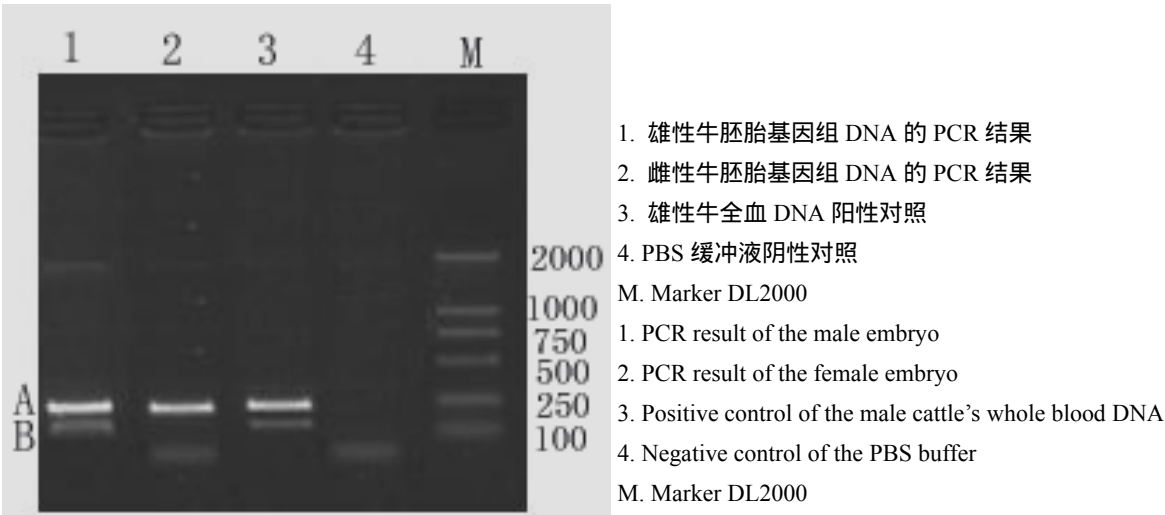 1 2 3 4 M
2000
1000
750
500
250
100
A
B
1. 雄性牛胚胎基因组 DNA 的 PCR 结果
2. 雌性牛胚胎基因组 DNA 的 PCR 结果
3. 雄性牛全血 DNA 阳性对照
4. PBS 缓冲液阴性对照
M. Marker DL2000
1. PCR result of the male embryo
2. PCR result of the female embryo
3. Positive control of the male cattle's whole blood DNA
4. Negative control of the PBS buffer
M. Marker DL2000